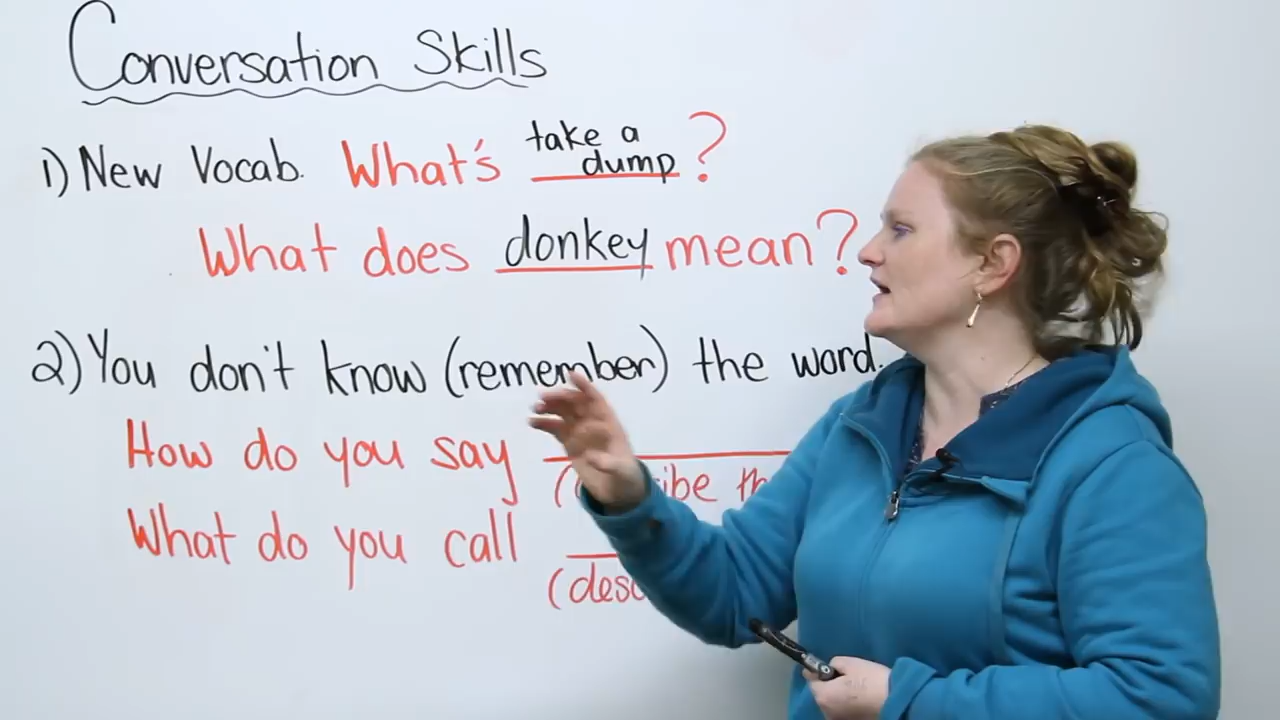 Conversation Skills
1) New Vocab. What's take a dump?
What does donkey mean?
2) You don't know (remember) the word.
How do you say
What do you call